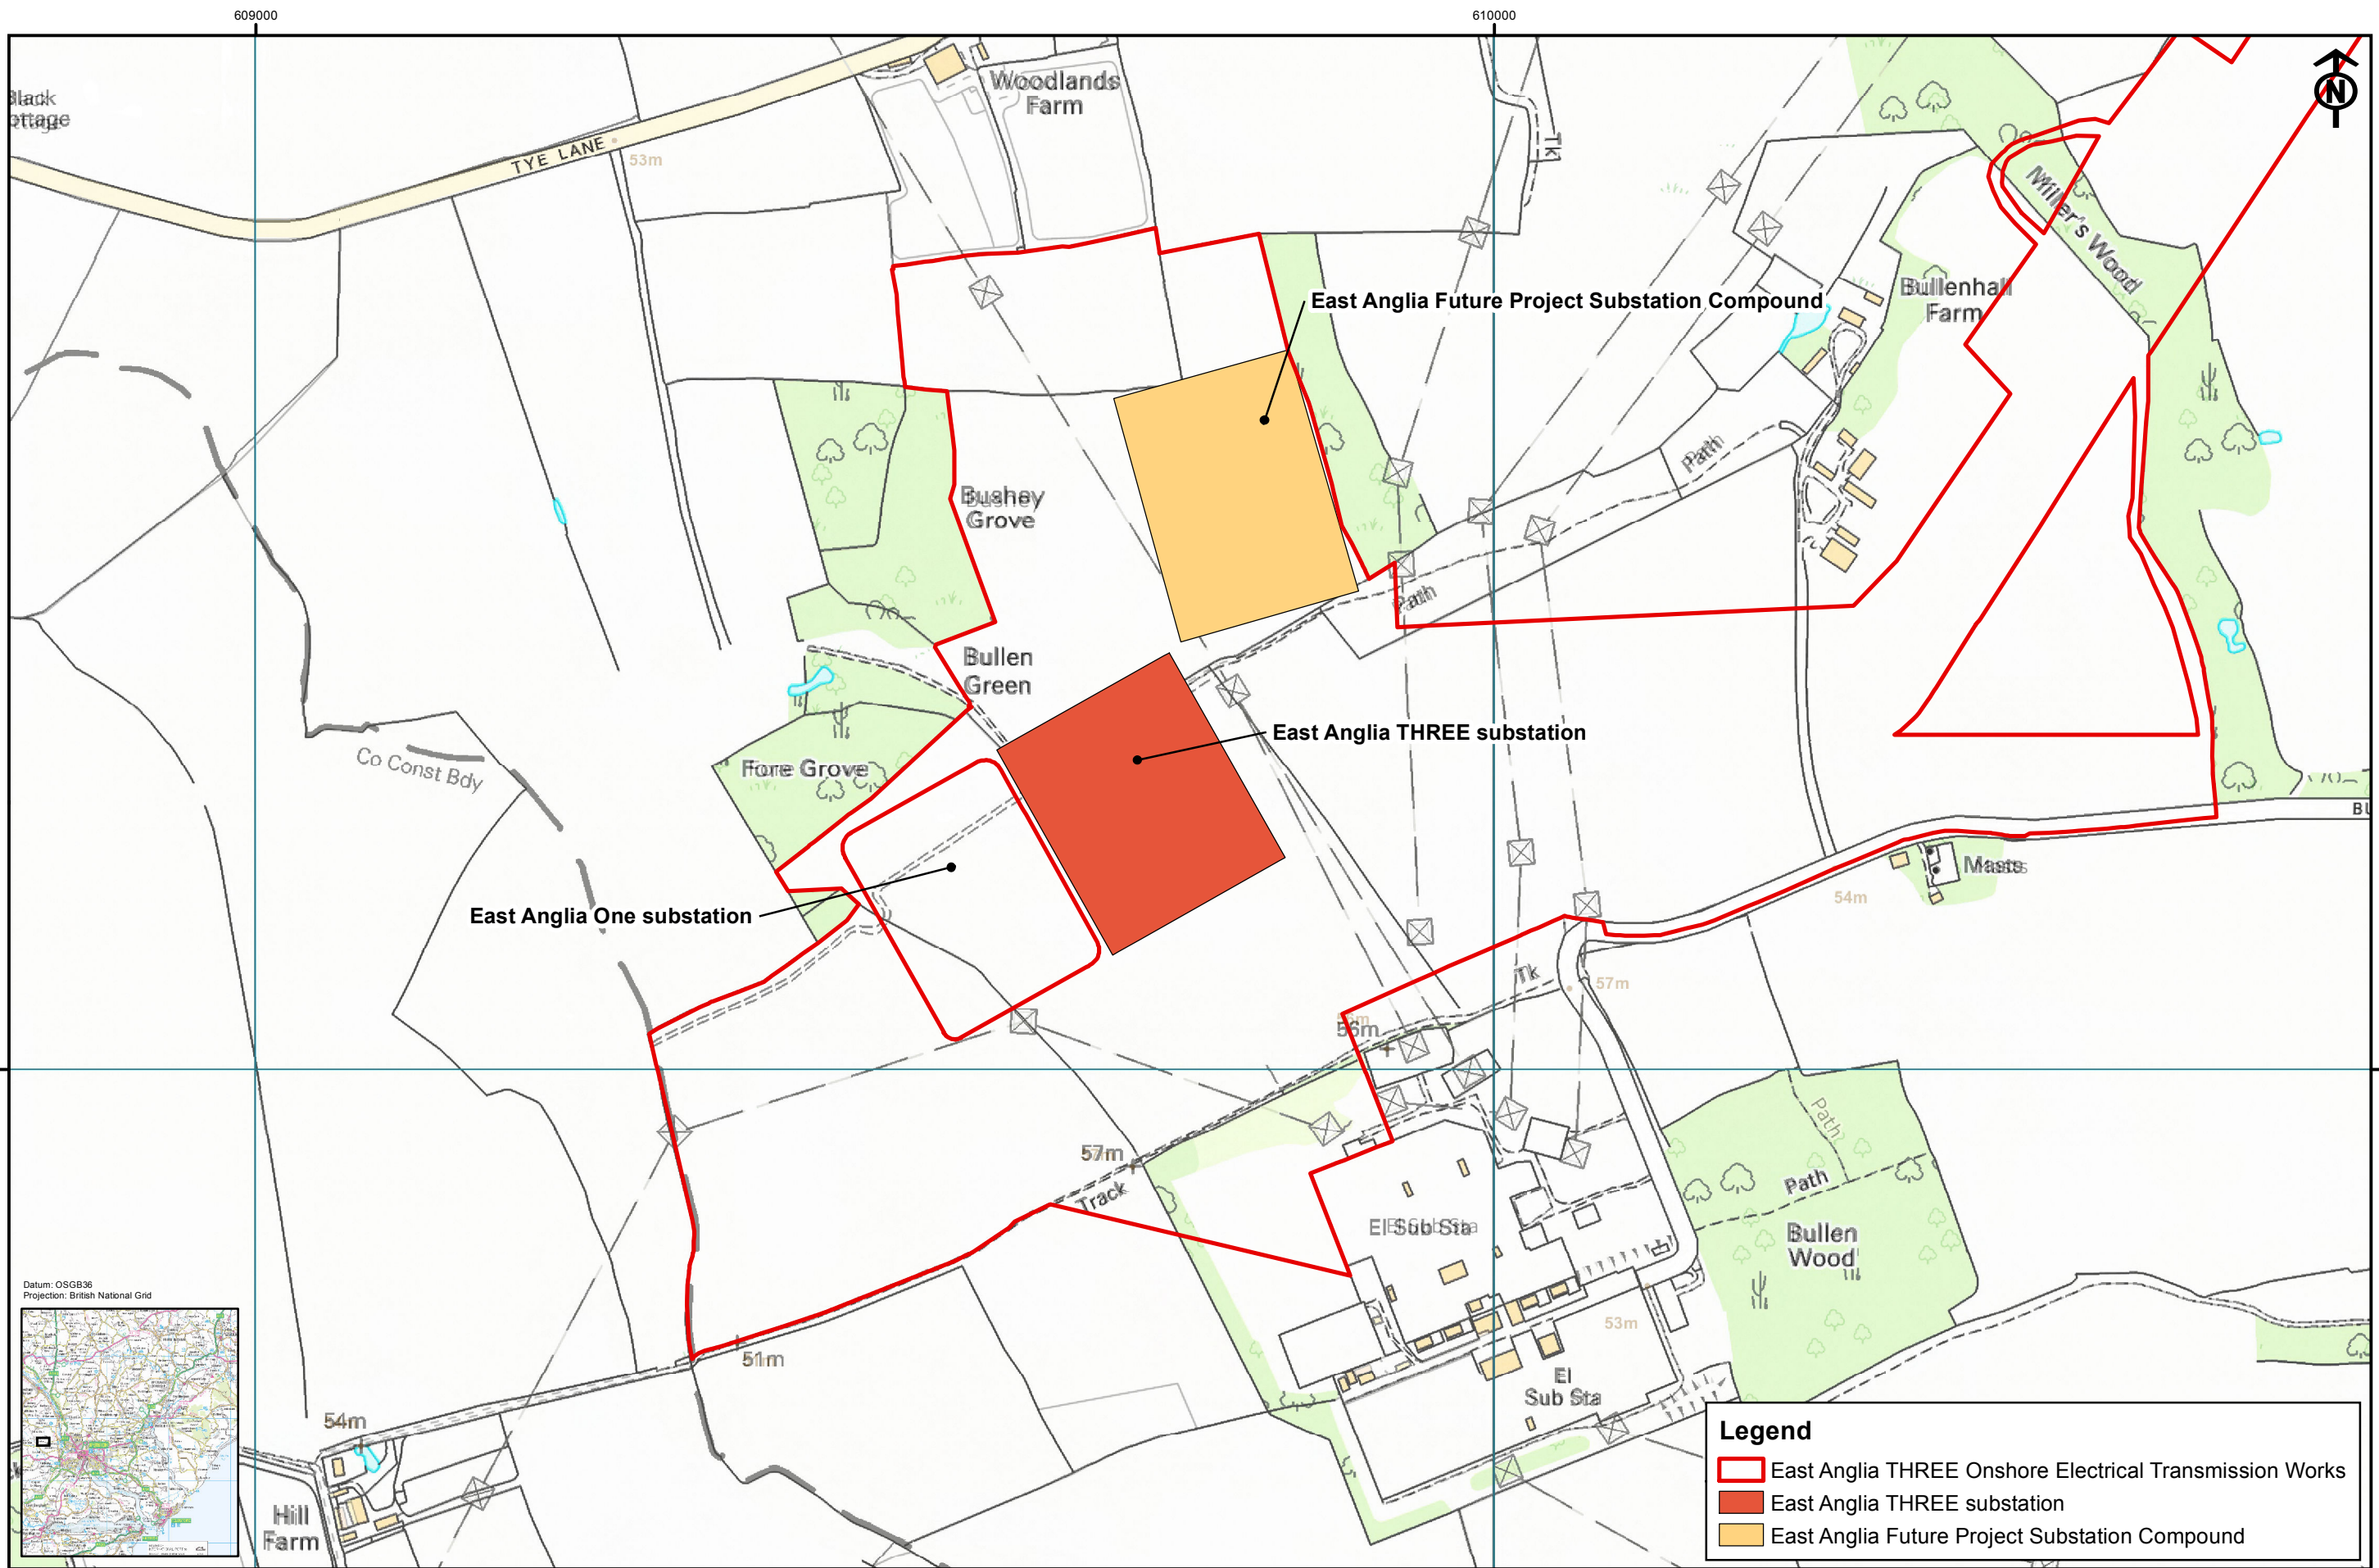 609000
610000
Black
ottage
Woodlands
Farm
TYE LANE
53m
Tk
N
Miller's Wood
East Anglia Future Project Substation Compound
Bullenhall
Farm
Path
Bushey
Grove
Path
Bullen
Green
East Anglia THREE substation
Co Const Bdy
Fore Grove
BU
Masts
54m
East Anglia One substation
Tk
57m
56m
57m
Track
Path
Path
El Sub Sta
Bullen
Wood
Datum: OSGB36
Projection: British National Grid
53m
51m
El
Sub Sta
54m
Hill
Farm
Legend
East Anglia THREE Onshore Electrical Transmission Works
East Anglia THREE substation
East Anglia Future Project Substation Compound